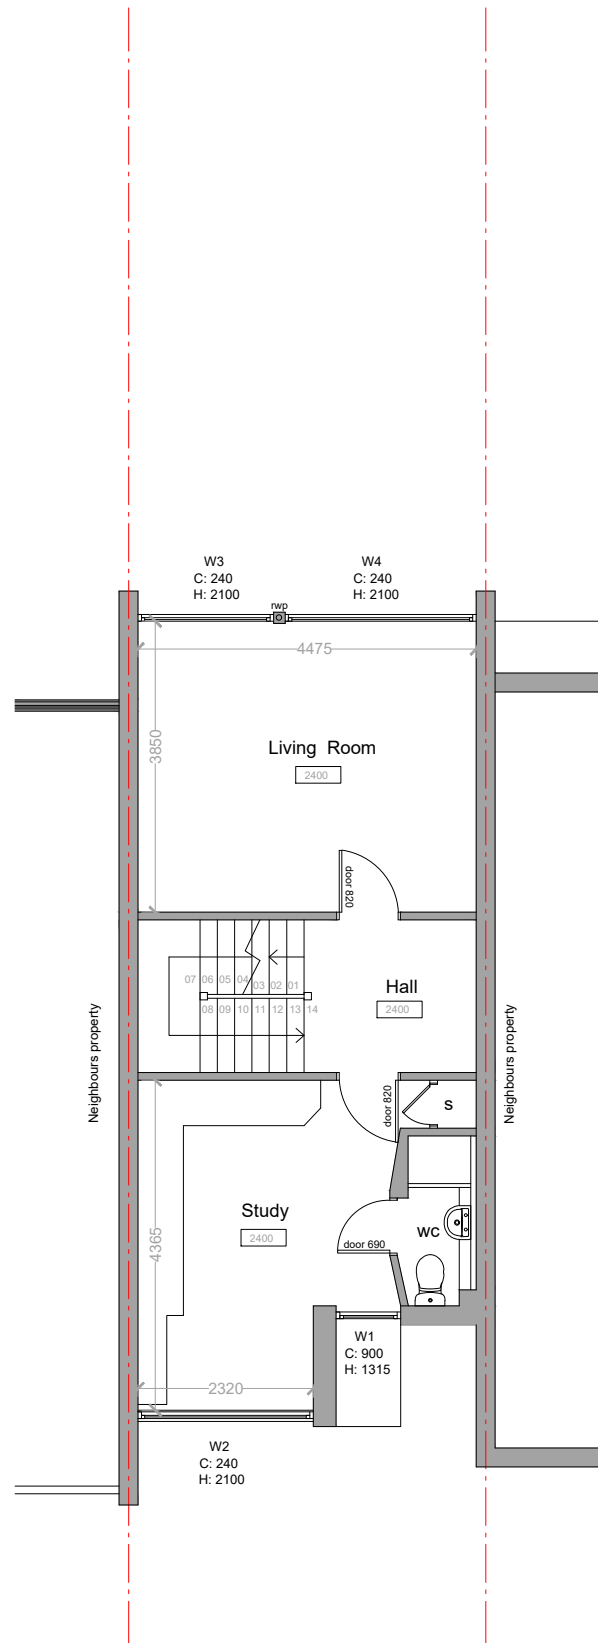 W3
C: 240
H: 2100
W4
C: 240
H: 2100
rwp
4475
3850
Living Room
2400
door 820
07 06 05 04 03 02 01
08 09 10 11 12 13 14
Hall
2400
Neighbours property
Neighbours property
door 820
S
4365
Study
2400
door 690
WC
W1
C: 900
H: 1315
2320
W2
C: 240
H: 2100